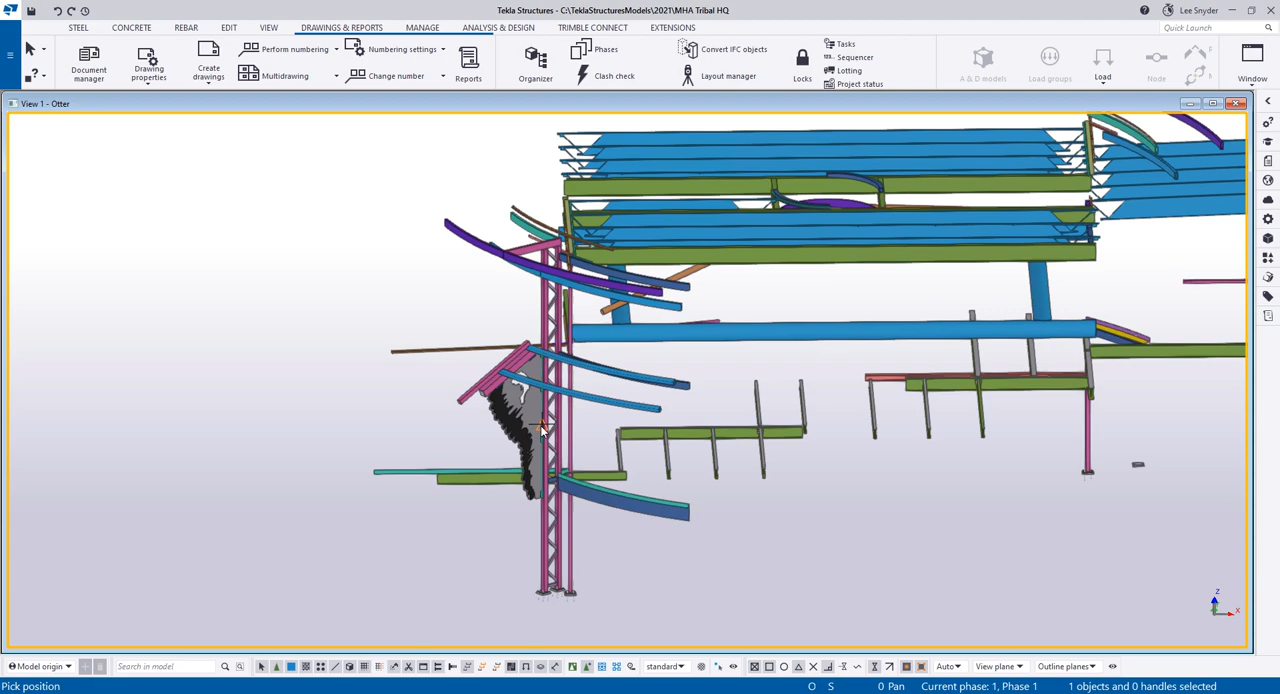 Tekla Structures - C:\TeklaStructuresModels\2021\MHA Tribal HQ
Lee Snyder
STEEL CONCRETE REBAR EDIT VIEW DRAWINGS & REPORTS MANAGE ANALYSIS & DESIGN TRIMBLE CONNECT EXTENSIONS
Quick Launch
Document manager
Drawing properties
Create drawings
Perform numbering
Multidrawing
Numbering settings
Change number
Reports
Organizer
Phases
Clash check
Convert IFC objects
Layout manager
Locks
Tasks
Sequencer
Lotting
Project status
A & D models
Load groups
Load
Node
Window
View 1 - Otter
z
x
Model origin
Search in model
standard
Auto
View plane
Outline planes
Pick position
O S 0 Pan Current phase: 1, Phase 1 1 objects and 0 handles selected